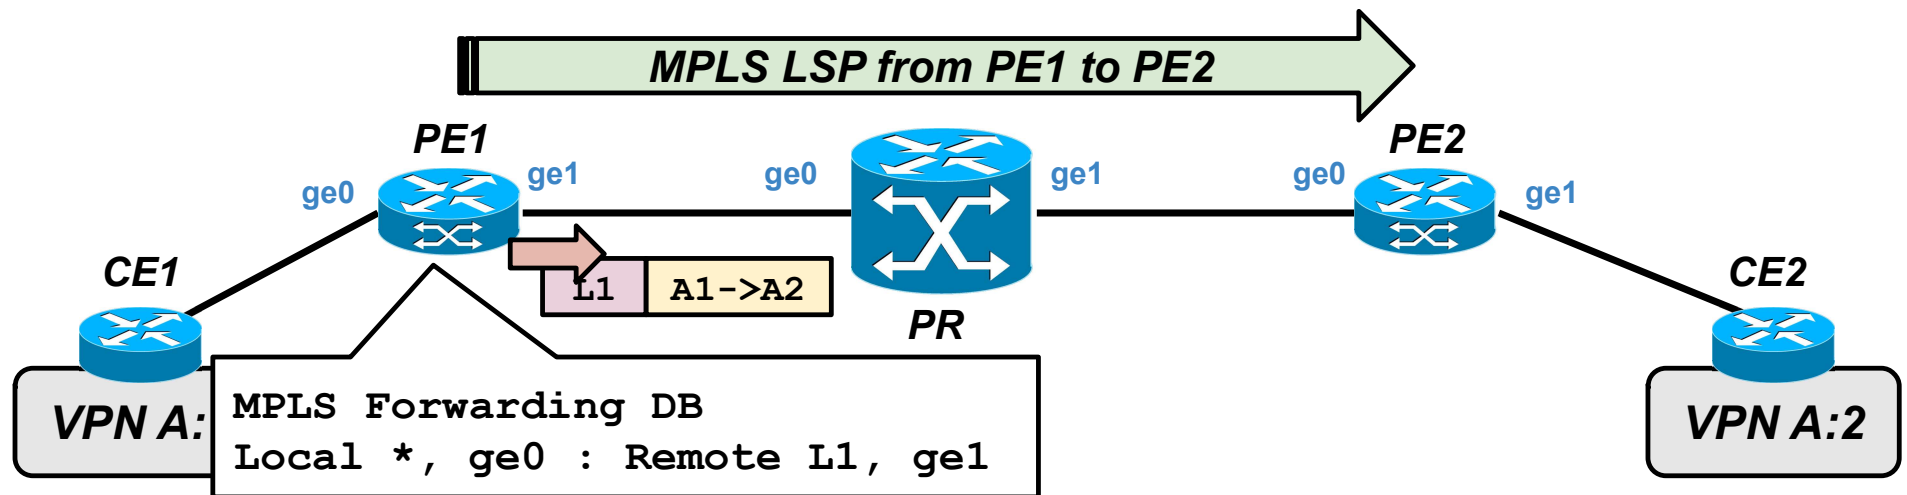 MPLS LSP from PE1 to PE2
PE1
PE2
ge0
ge1
ge0
ge1
ge0
ge1
CE1
L1
A1->A2
PR
CE2
VPN A:
MPLS Forwarding DB
Local *, ge0 : Remote L1, ge1
VPN A:2